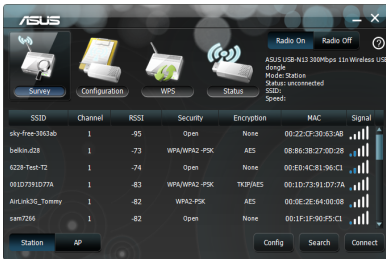 ASUS
Radio On Radio Off
ASUS USB-N13 300Mbps 11n Wireless USB
dongle
Mode: Station
Status: unconnected
SSID:
Speed:
Survey Configuration WPS Status
SSID Channel RSSI Security Encryption MAC Signal
sky-free-3063ab 1 -95 Open None 00:22:CF:30:63:AB
belkin.d28 1 -73 WPA/WPA2 -PSK AES 08:86:3B:27:0D:28
6228-Test-T2 1 -74 Open None 00:E0:4C:81:96:C1
001D7391D77A 1 -83 WPA/WPA2 -PSK TKIP/AES 00:1D:73:91:D7:7A
AirLink3G_Tommy 1 -82 WPA2-PSK AES 00:0E:2E:64:00:08
sam7266 1 -82 Open None 00:1F:1F:90:F5:C1
Station AP Config Search Connect